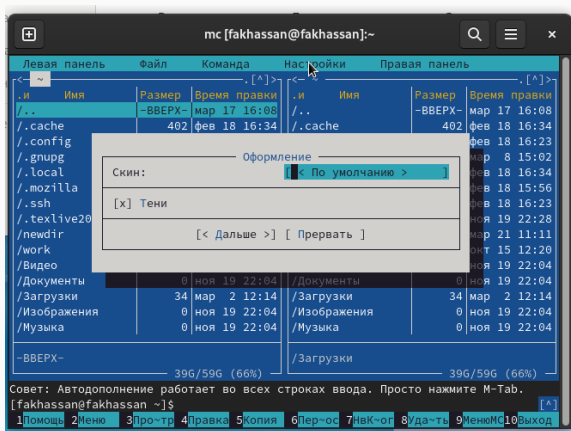 mc [fakhassan@fakhassan]:~
Левая панель Файл Команда Настройки Правая панель
<- ~ .[^]> <- ~ .[^]>
.и Имя Размер Время правки .и Имя Размер Время правки
/.. -ВВЕРХ- мар 17 16:08 /.. -ВВЕРХ- мар 17 16:08
/.cache 402 фев 18 16:34 /.cache 402 фев 18 16:34
/.config фев 18 16:23
/.gnupg мар 8 15:02
/.local фев 18 16:34
/.mozilla фев 18 15:56
/.ssh фев 18 16:23
/.texlive20 ноя 19 22:28
/newdir мар 21 11:11
/work окт 15 12:20
/Видео ноя 19 22:04
Оформление
Скин: [ < По умолчанию > ]
[x] Тени
[< Дальше >] [ Прервать ]
/Документы 0 ноя 19 22:04 /Документы 0 ноя 19 22:04
/Загрузки 34 мар 2 12:14 /Загрузки 34 мар 2 12:14
/Изображения 0 ноя 19 22:04 /Изображения 0 ноя 19 22:04
/Музыка 0 ноя 19 22:04 /Музыка 0 ноя 19 22:04
-ВВЕРХ- /Загрузки
39G/59G (66%) 39G/59G (66%)
Совет: Автодополнение работает во всех строках ввода. Просто нажмите M-Tab.
[fakhassan@fakhassan ~]$ [^]
1Помощь 2Меню 3Про~тр 4Правка 5Копия 6Пер~ос 7НвК~ог 8Уда~ть 9МенюMC 10Выход